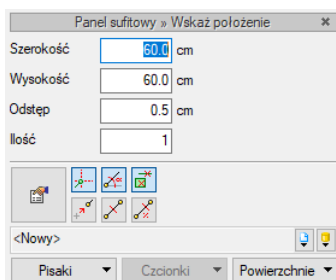 Panel sufitowy » Wskaż położenie ×
Szerokość 60.0 cm
Wysokość 60.0 cm
Odstęp 0.5 cm
Ilość 1
<Nowy>
Pisaki Czcionki Powierzchnie